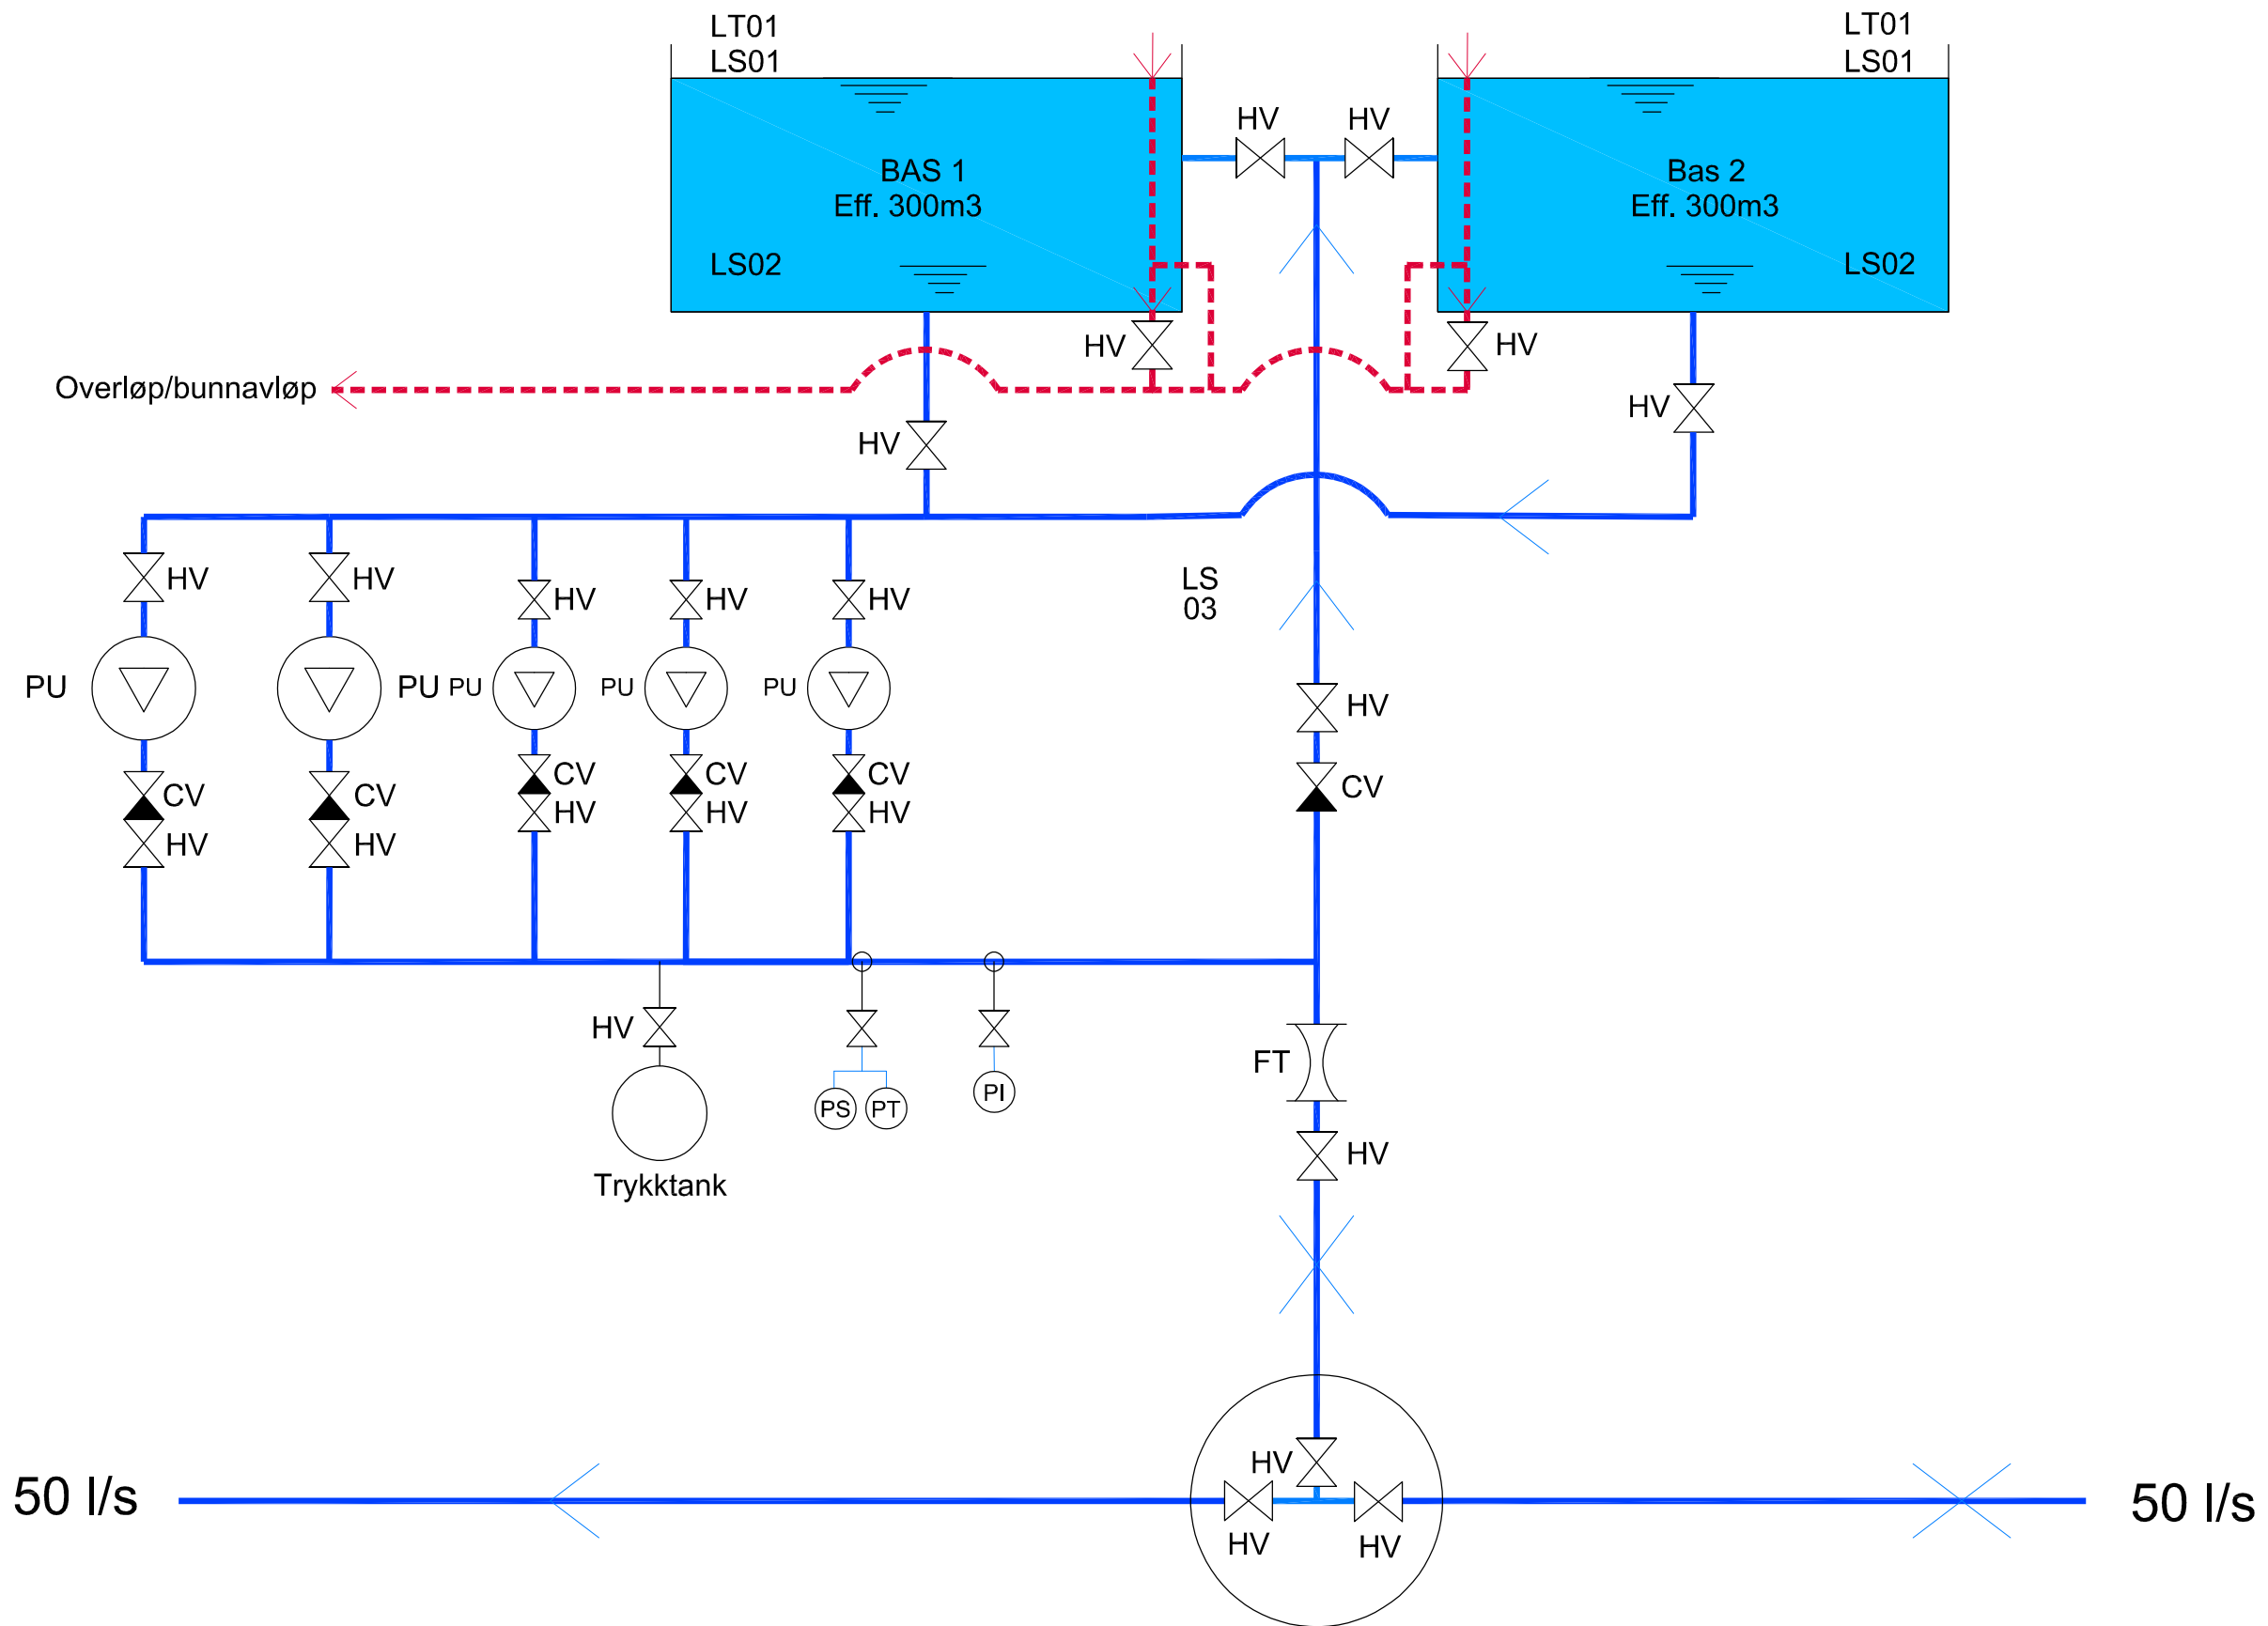 LT01
LS01
LT01
LS01
HV
HV
BAS 1
Eff. 300m3
Bas 2
Eff. 300m3
LS02
LS02
HV
HV
Overløp/bunnavløp
HV
HV
HV
HV
HV
HV
HV
LS
03
PU
PU
PU
PU
PU
HV
CV
CV
CV
CV
CV
CV
HV
HV
HV
HV
HV
HV
FT
PS
PT
PI
HV
Trykktank
HV
50 l/s
50 l/s
HV
HV